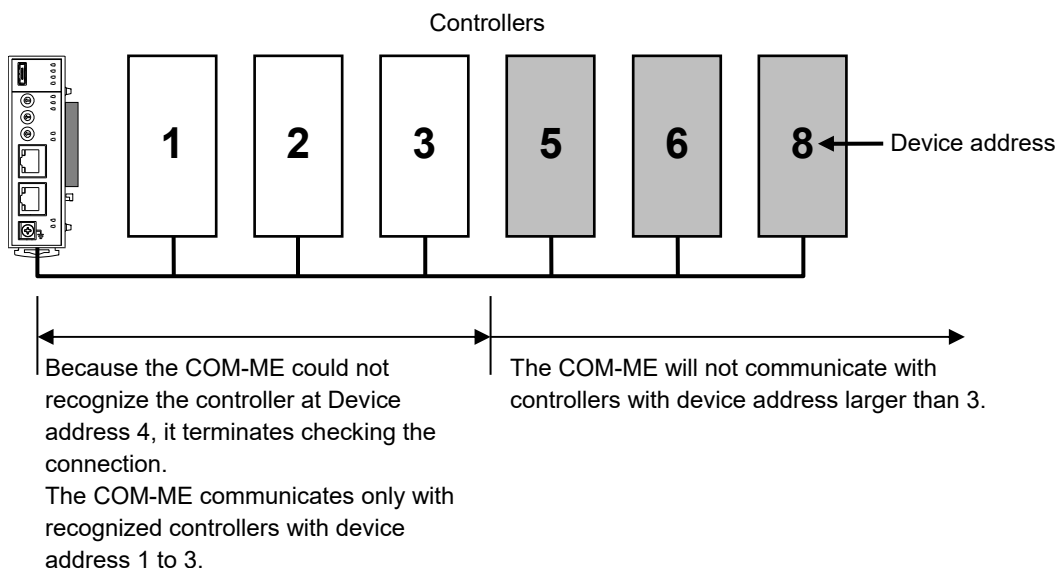 Controllers
1
2
3
5
6
8
Device address
Because the COM-ME could not
recognize the controller at Device
address 4, it terminates checking the
connection.
The COM-ME communicates only with
recognized controllers with device
address 1 to 3.
The COM-ME will not communicate with
controllers with device address larger than 3.